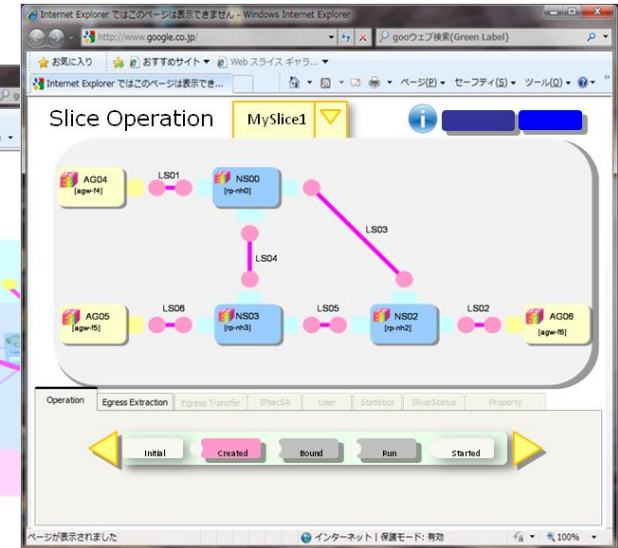 Internet Explorer ではこのページは表示できません - Windows Internet Explorer
http://www.google.co.jp/
gooウェブ検索(Green Label)
お気に入り おすすめサイト Web スライス ギャラ...
Internet Explorer ではこのページは表示でき...
ページ(P) セーフティ(S) ツール(O)
Slice Operation
MySlice1
AG04
[agw-f4]
LS01
NS00
[rp-nh0]
LS03
LS04
AG05
[agw-f5]
LS06
NS03
[rp-nh3]
LS05
NS02
[rp-nh2]
LS02
AG06
[agw-f6]
Operation Egress Extraction Egress Transfer IPsecSA User Statistics SliverStatus Property
Initial Created Bound Run Started
ページが表示されました インターネット | 保護モード: 有効 100%